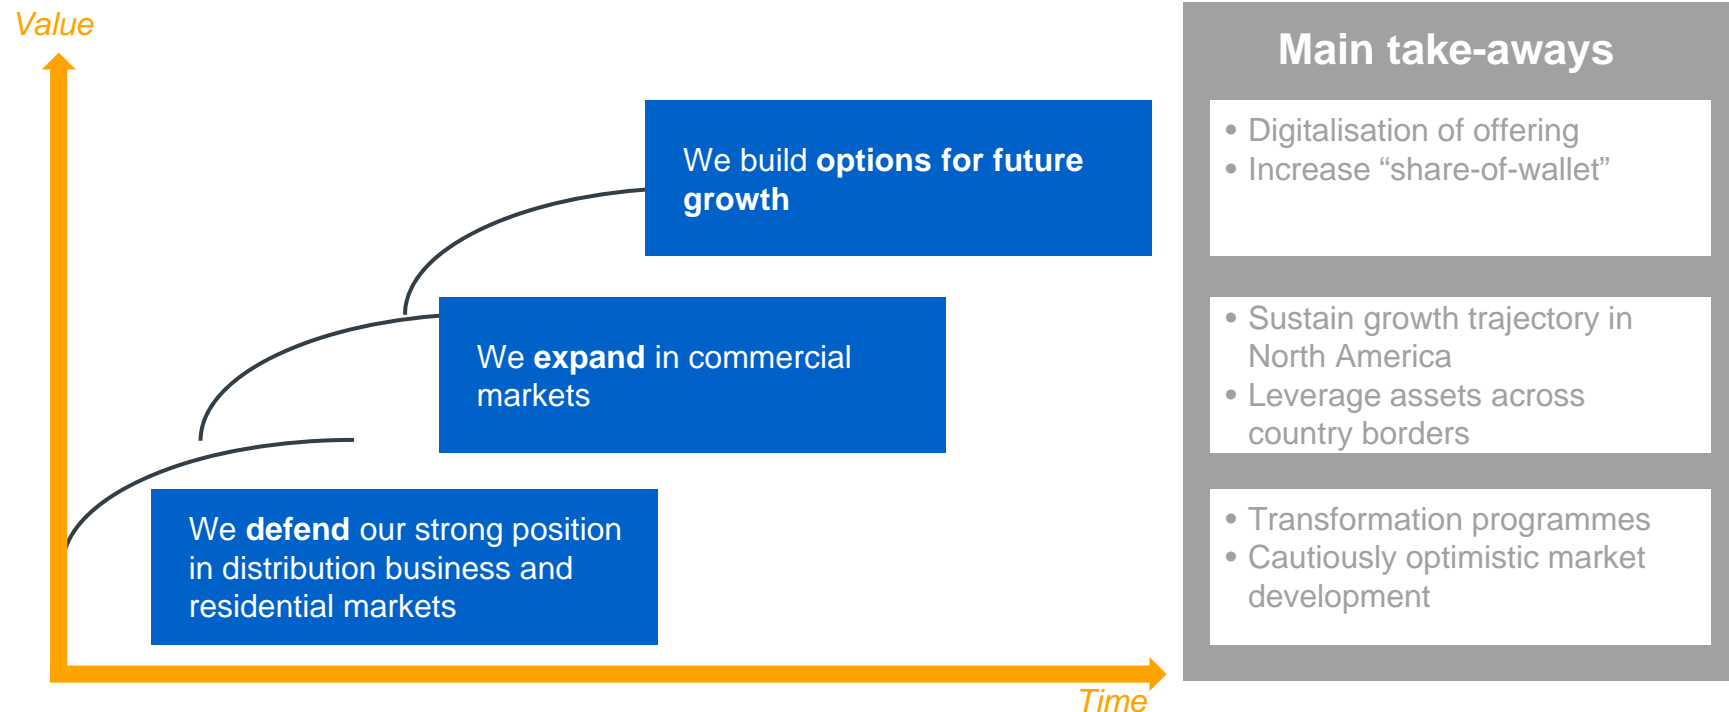 Value
Main take-aways
We build options for future
growth
• Digitalisation of offering
• Increase “share-of-wallet”
We expand in commercial
markets
• Sustain growth trajectory in
North America
• Leverage assets across
country borders
We defend our strong position
in distribution business and
residential markets
• Transformation programmes
• Cautiously optimistic market
development
Time